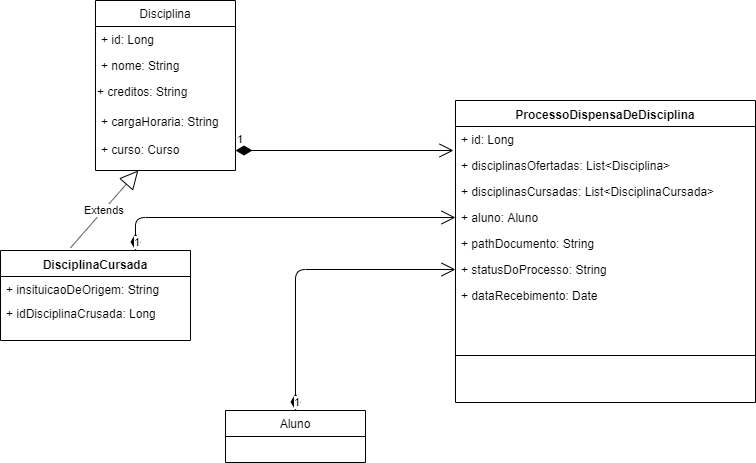 Disciplina
+ id: Long
+ nome: String
+ creditos: String
+ cargaHoraria: String
+ curso: Curso
1
Extends
DisciplinaCursada
+ insituicaoDeOrigem: String
+ idDisciplinaCrusada: Long
1
ProcessoDispensaDeDisciplina
+ id: Long
+ disciplinasOfertadas: List<Disciplina>
+ disciplinasCursadas: List<DisciplinaCursada>
+ aluno: Aluno
+ pathDocumento: String
+ statusDoProcesso: String
+ dataRecebimento: Date
1
Aluno